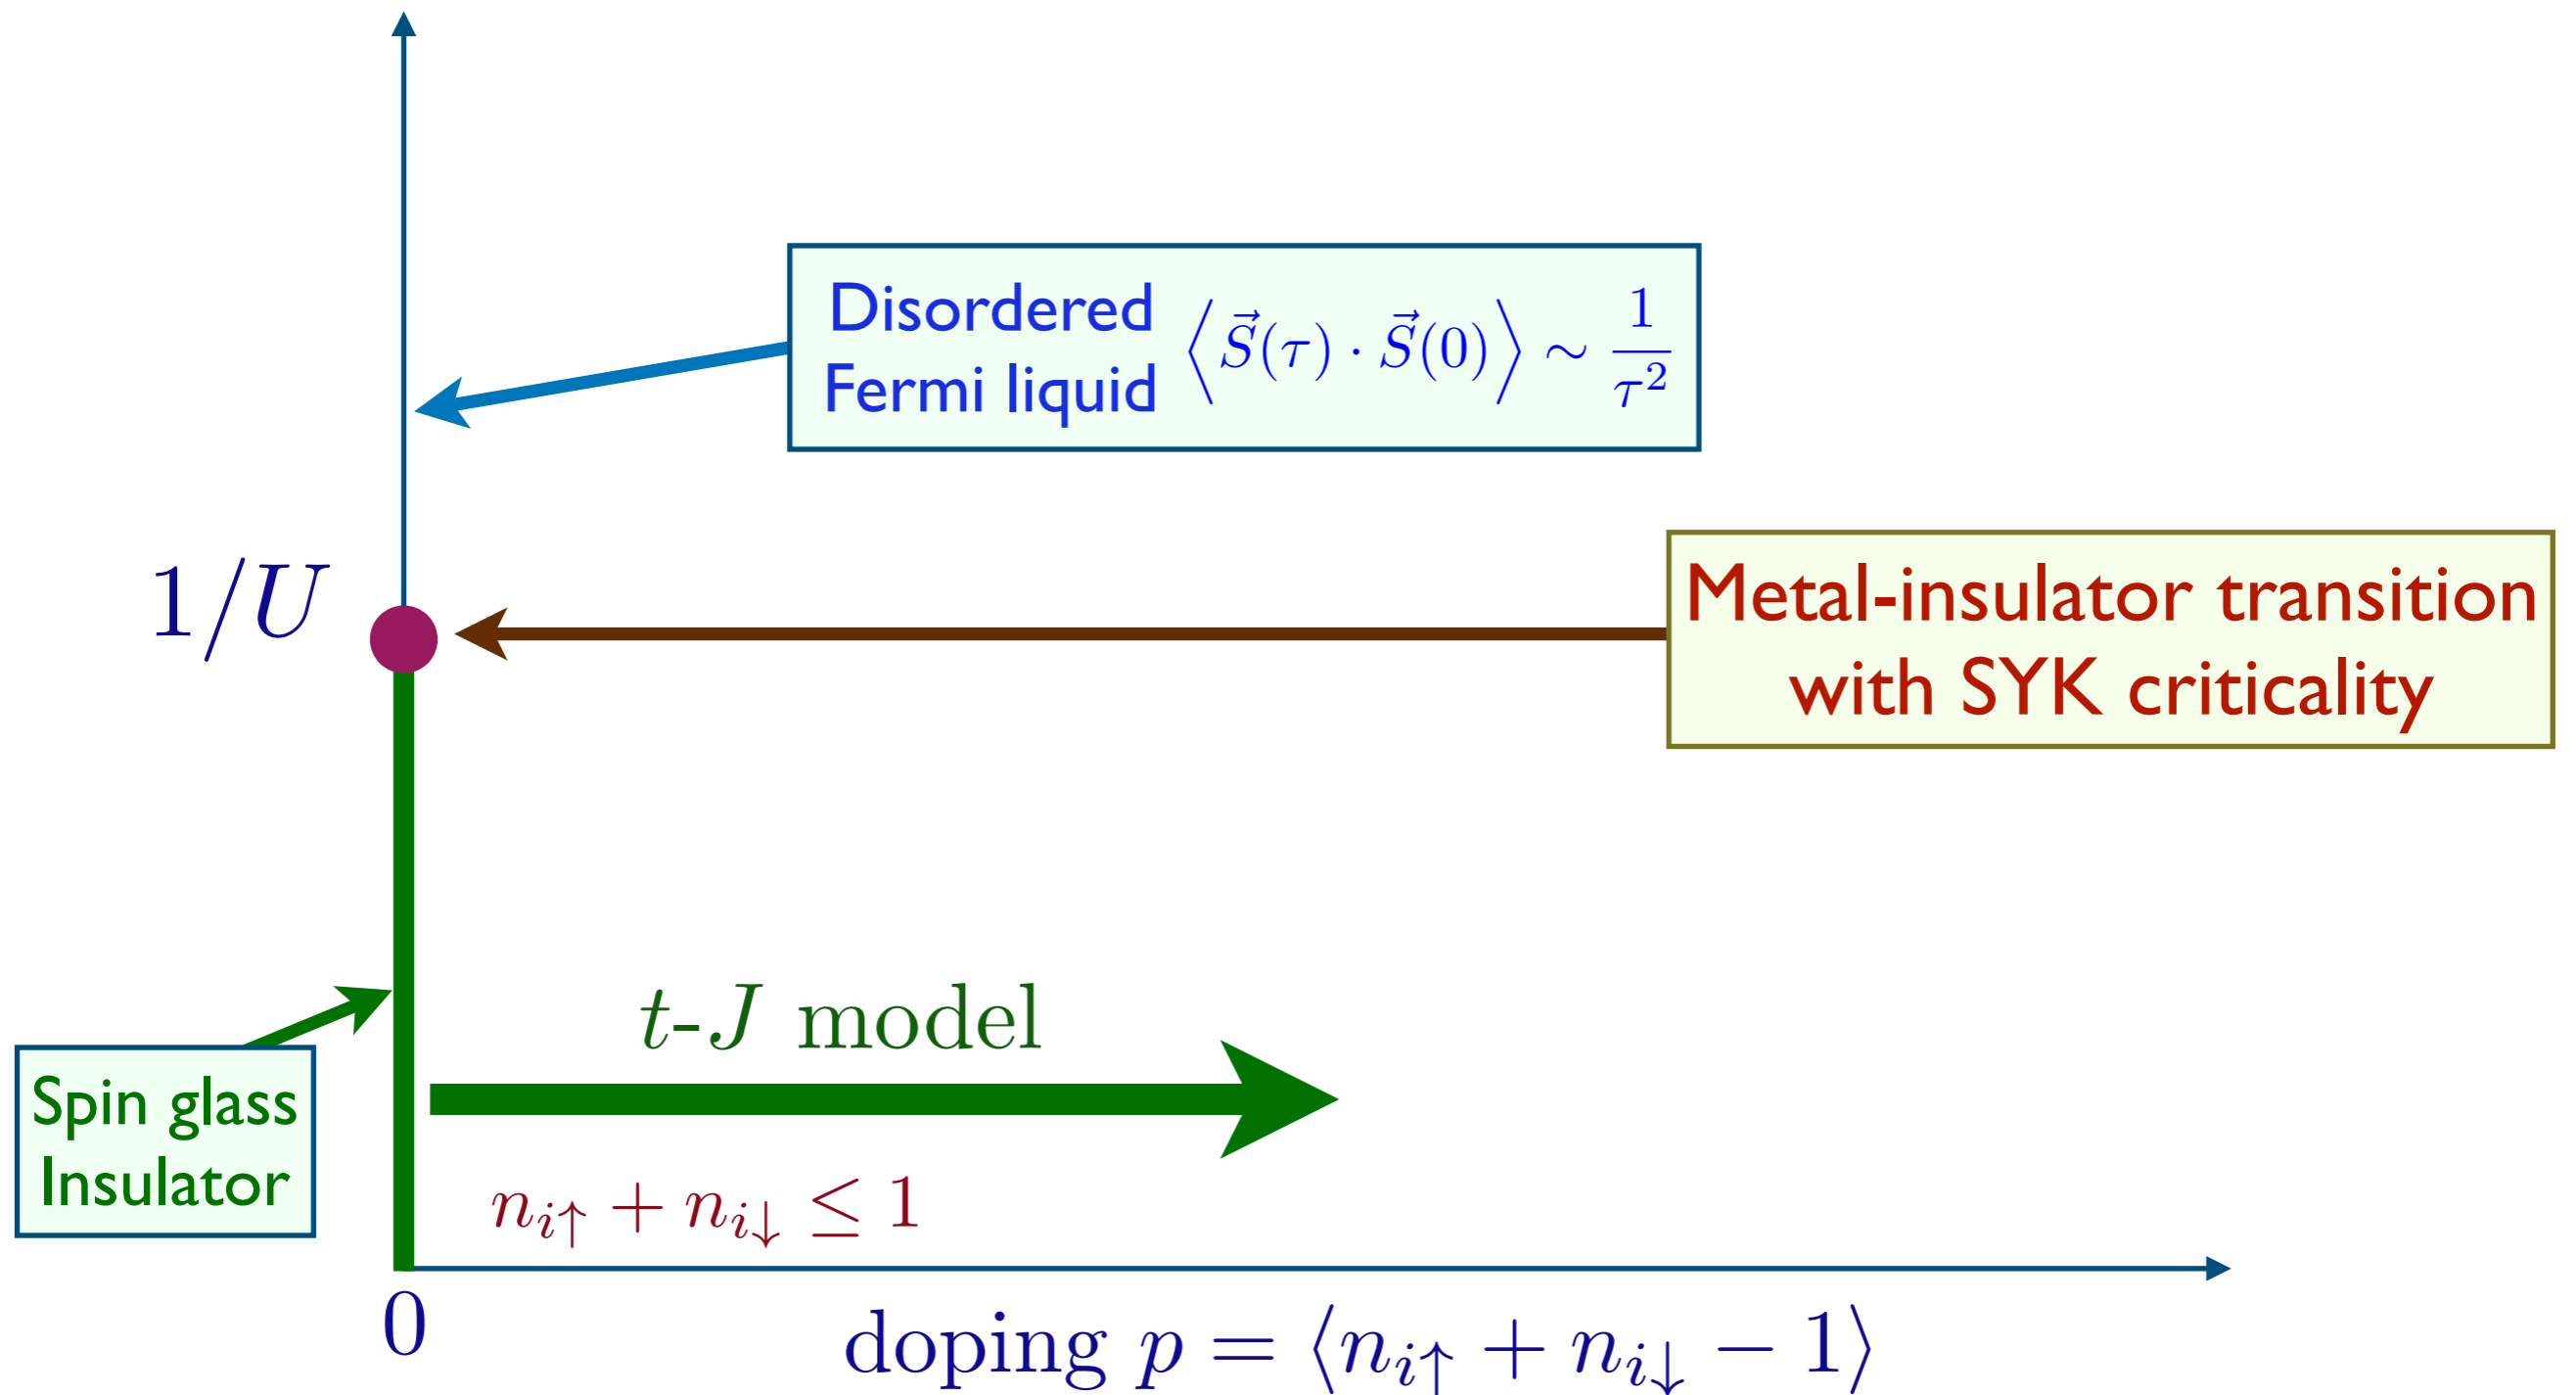 Disordered
Fermi liquid ⟨S⃗(τ) · S⃗(0)⟩ ∼ 1/τ²
1/U
Metal-insulator transition
with SYK criticality
t-J model
Spin glass
Insulator
n_{i↑} + n_{i↓} ≤ 1
0
doping p = ⟨n_{i↑} + n_{i↓} − 1⟩